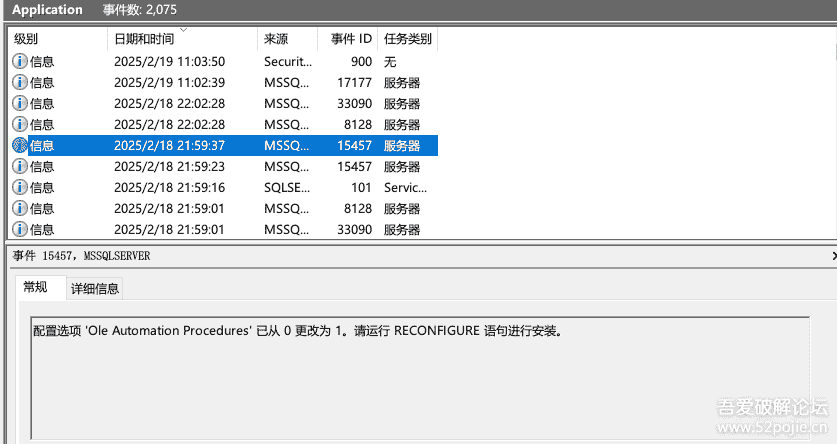 Application 事件数: 2,075
级别 日期和时间 来源 事件 ID 任务类别
信息 2025/2/19 11:03:50 Securit... 900 无
信息 2025/2/19 11:02:39 MSSQ... 17177 服务器
信息 2025/2/18 22:02:28 MSSQ... 33090 服务器
信息 2025/2/18 22:02:28 MSSQ... 8128 服务器
信息 2025/2/18 21:59:37 MSSQ... 15457 服务器
信息 2025/2/18 21:59:23 MSSQ... 15457 服务器
信息 2025/2/18 21:59:16 SQLSE... 101 Servic...
信息 2025/2/18 21:59:01 MSSQ... 8128 服务器
信息 2025/2/18 21:59:01 MSSQ... 33090 服务器
事件 15457，MSSQLSERVER
常规 详细信息
配置选项 'Ole Automation Procedures' 已从 0 更改为 1。请运行 RECONFIGURE 语句进行安装。
吾爱破解论坛
www.52pojie.cn